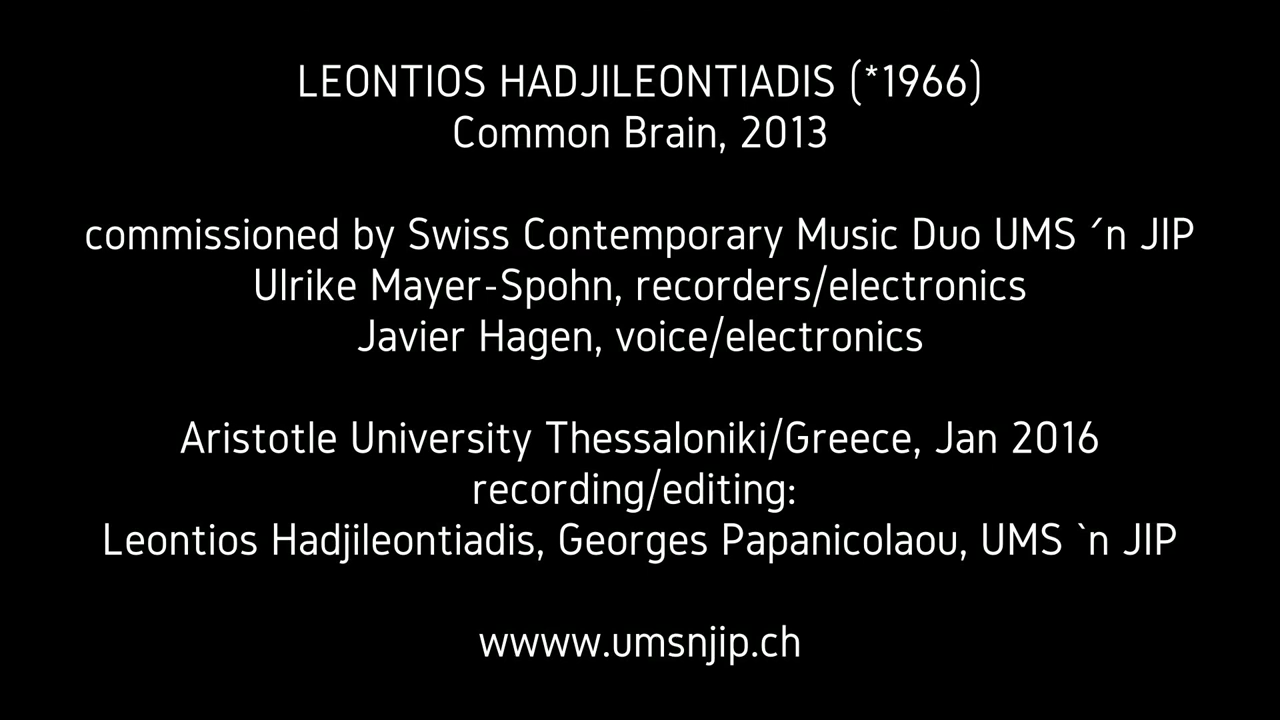 LEONTIOS HADJILEONTIADIS (*1966)
Common Brain, 2013
commissioned by Swiss Contemporary Music Duo UMS ´n JIP
Ulrike Mayer-Spohn, recorders/electronics
Javier Hagen, voice/electronics
Aristotle University Thessaloniki/Greece, Jan 2016
recording/editing:
Leontios Hadjileontiadis, Georges Papanicolaou, UMS `n JIP
wwww.umsnjip.ch